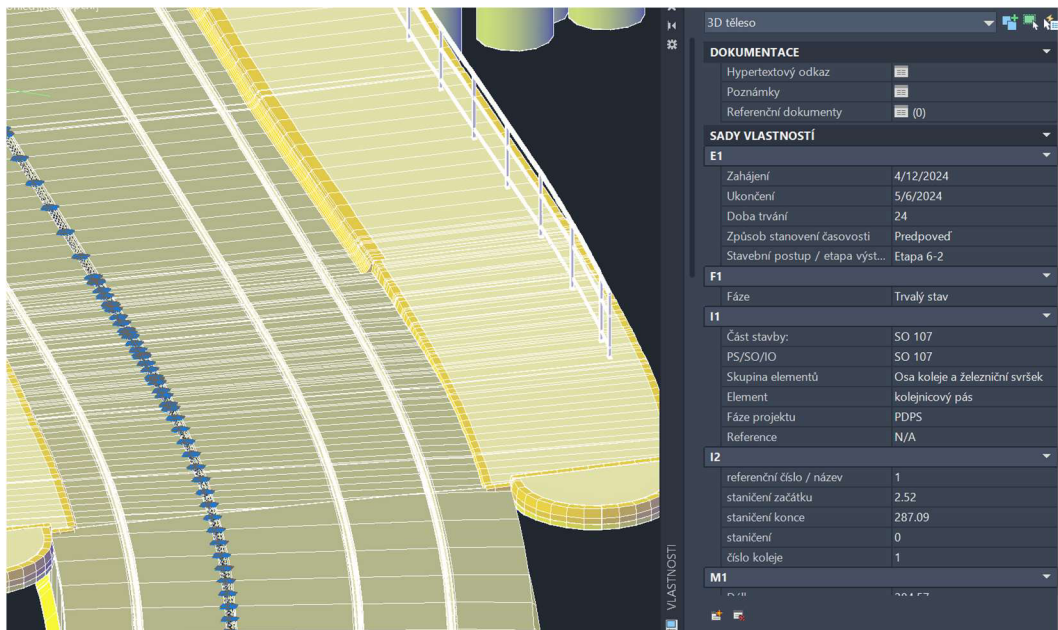 3D těleso
DOKUMENTACE
Hypertextový odkaz
Poznámky
Referenční dokumenty (0)
SADY VLASTNOSTÍ
E1
Zahájení 4/12/2024
Ukončení 5/6/2024
Doba trvání 24
Způsob stanovení časovosti Predpoveď
Stavební postup / etapa výst... Etapa 6-2
F1
Fáze Trvalý stav
I1
Část stavby: SO 107
PS/SO/IO SO 107
Skupina elementů Osa koleje a železniční svršek
Element kolejnicový pás
Fáze projektu PDPS
Reference N/A
I2
referenční číslo / název 1
staničení začátku 2.52
staničení konce 287.09
staničení 0
číslo koleje 1
M1
VLASTNOSTI